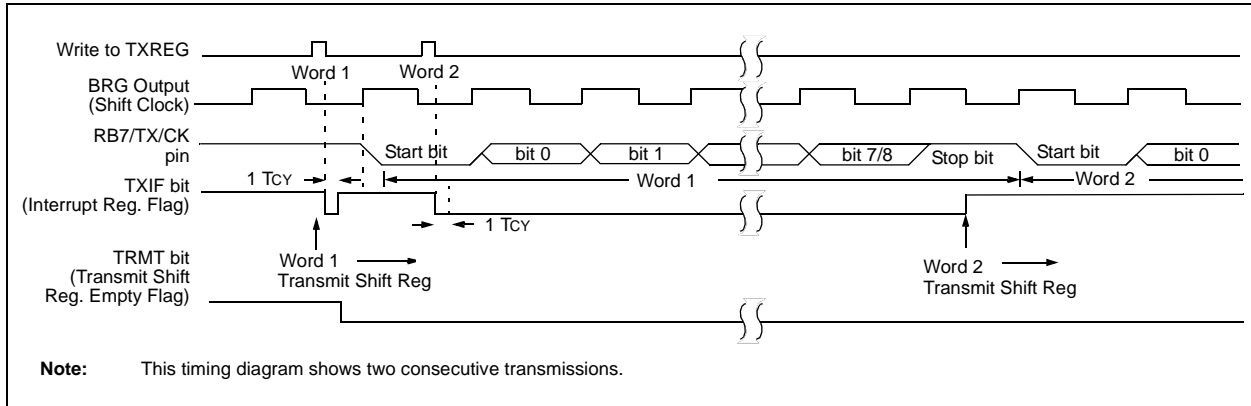 Write to TXREG
Word 1 Word 2
BRG Output
(Shift Clock)
RB7/TX/CK
pin
Start bit bit 0 bit 1 bit 7/8 Stop bit Start bit bit 0
1 TCY
Word 1
Word 2
TXIF bit
(Interrupt Reg. Flag)
1 TCY
TRMT bit
(Transmit Shift
Reg. Empty Flag)
Word 1
Transmit Shift Reg
Word 2
Transmit Shift Reg
Note: This timing diagram shows two consecutive transmissions.